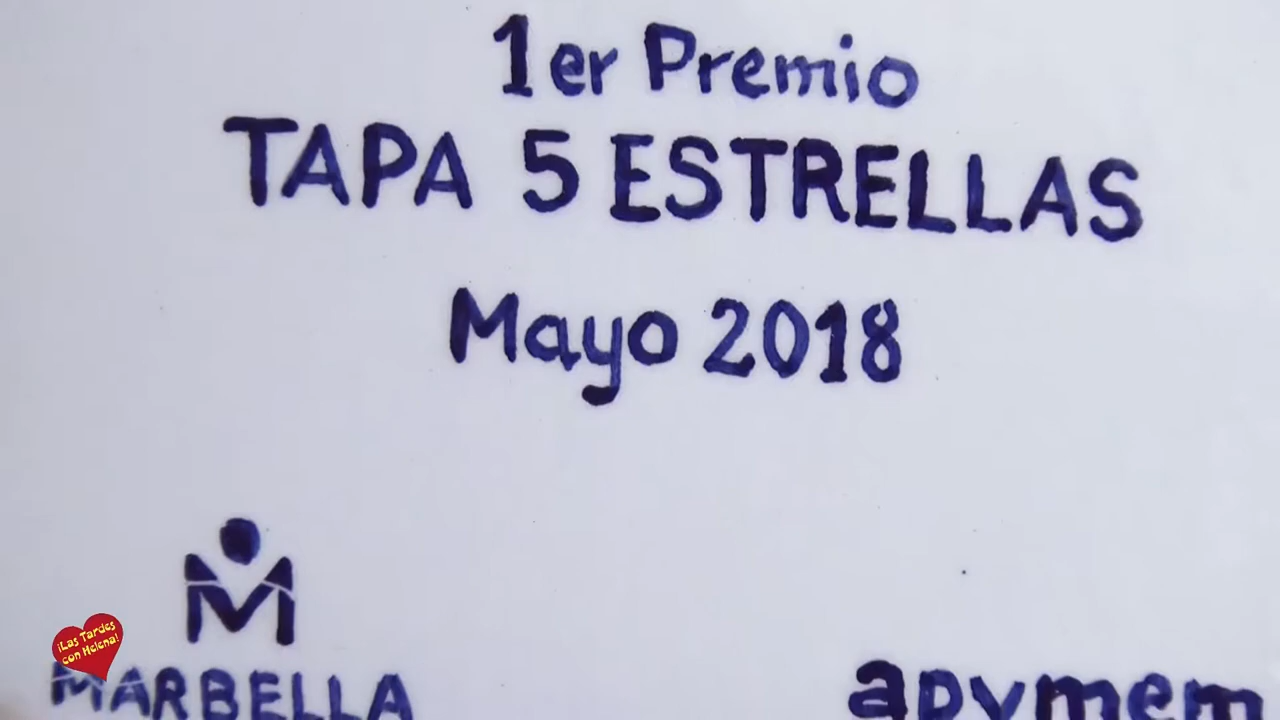 1er Premio
TAPA 5 ESTRELLAS
Mayo 2018
M
¡Las Tardes
con Helena!
MARBELLA
apymem